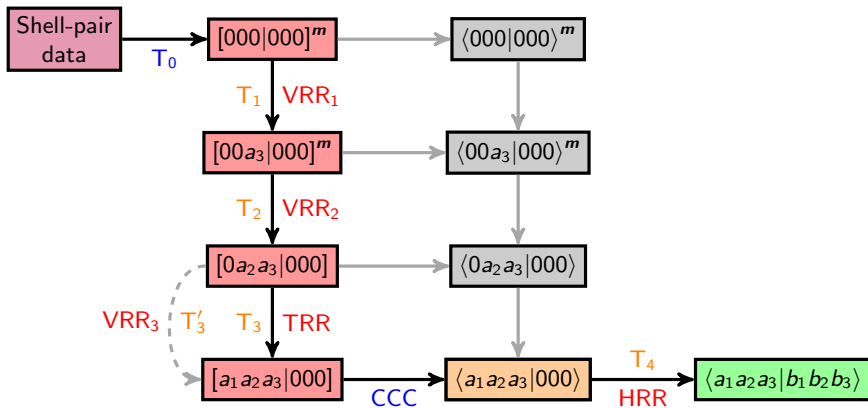 Shell-pair
data
T₀
[000|000]ᵐ
⟨000|000⟩ᵐ
T₁ VRR₁
[00a₃|000]ᵐ
⟨00a₃|000⟩ᵐ
T₂ VRR₂
[0a₂a₃|000]
⟨0a₂a₃|000⟩
VRR₃ T₃′ T₃ TRR
[a₁a₂a₃|000]
CCC
⟨a₁a₂a₃|000⟩
T₄
HRR
⟨a₁a₂a₃|b₁b₂b₃⟩